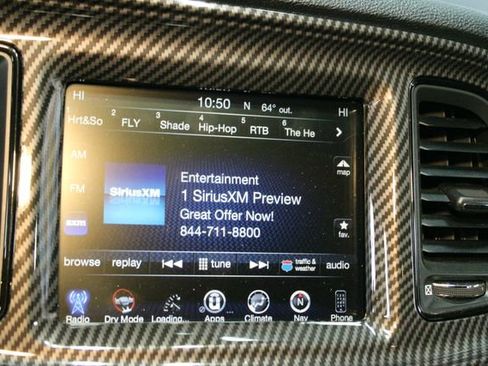 HI 10:50 N 64° out. HI
Hrt&So 2 FLY 3 Shade 4 Hip-Hop 5 RTB 6 The He
AM
map
Entertainment
SiriusXM
1 SiriusXM Preview
FM
Great Offer Now!
844-711-8800
SXM
fav.
browse replay tune traffic & weather audio
Radio Dry Mode Loading... Apps Climate Nav Phone